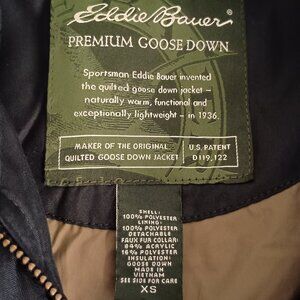 Eddie Bauer®
PREMIUM GOOSE DOWN
Sportsman Eddie Bauer invented
the quilted goose down jacket –
naturally warm, functional and
exceptionally lightweight – in 1936.
MAKER OF THE ORIGINAL
QUILTED GOOSE DOWN JACKET
U.S. PATENT
D119,122
SHELL:
100% POLYESTER
LINING:
100% POLYESTER
DETACHABLE
FAUX FUR COLLAR:
84% ACRYLIC
16% POLYESTER
INSULATION:
GOOSE DOWN
MADE IN
VIETNAM
SEE SIDE FOR CARE
XS